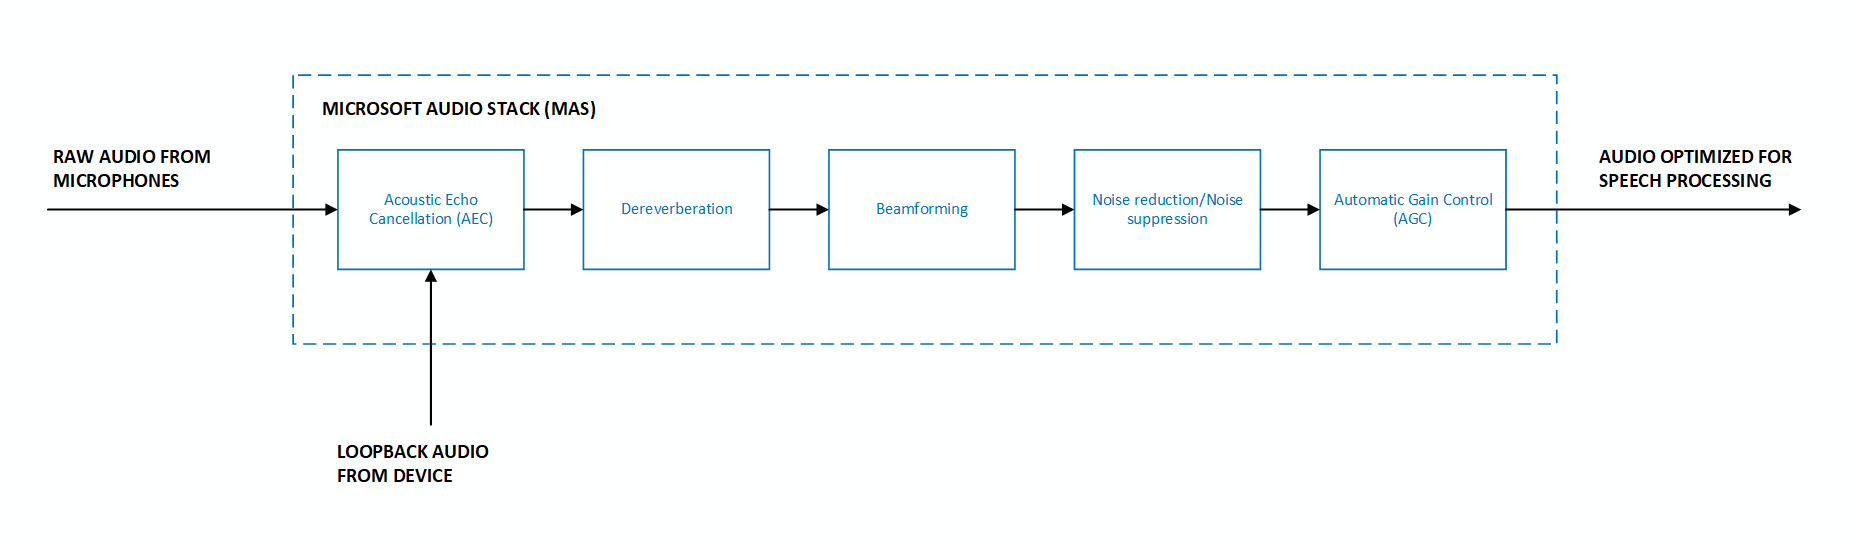 MICROSOFT AUDIO STACK (MAS)
RAW AUDIO FROM
MICROPHONES
Acoustic Echo
Cancellation (AEC)
Dereverberation
Beamforming
Noise reduction/Noise
suppression
Automatic Gain Control
(AGC)
AUDIO OPTIMIZED FOR
SPEECH PROCESSING
LOOPBACK AUDIO
FROM DEVICE